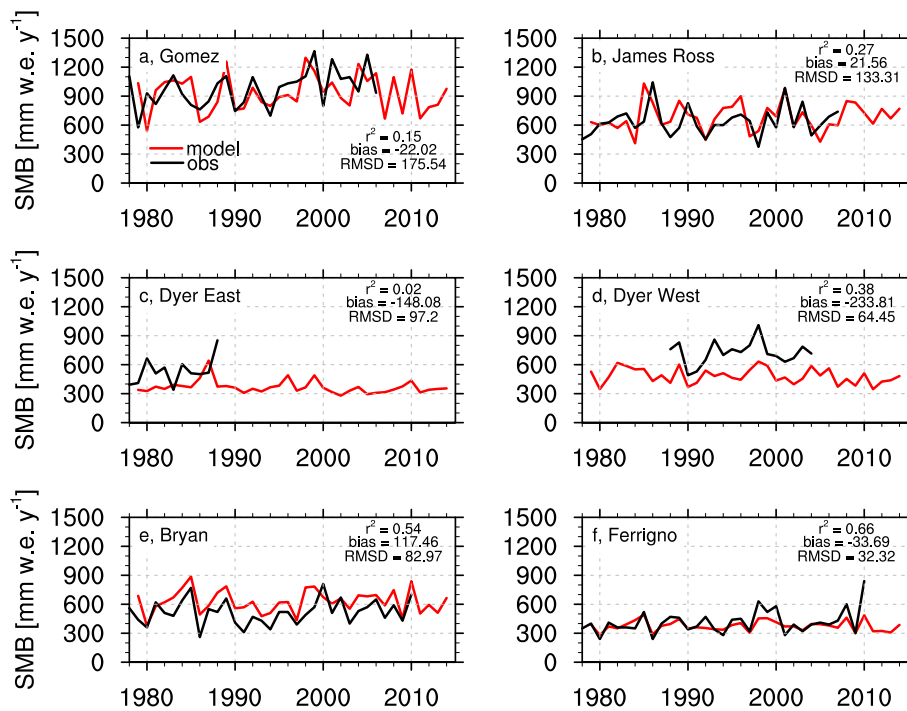 SMB [mm w.e. y-1]
1500
1200
900
600
300
0
a, Gomez
model
obs
r2 = 0.15
bias = -22.02
RMSD = 175.54
1980 1990 2000 2010
1500
1200
900
600
300
0
b, James Ross
r2 = 0.27
bias = 21.56
RMSD = 133.31
1980 1990 2000 2010
SMB [mm w.e. y-1]
1500
1200
900
600
300
0
c, Dyer East
r2 = 0.02
bias = -148.08
RMSD = 97.2
1980 1990 2000 2010
1500
1200
900
600
300
0
d, Dyer West
r2 = 0.38
bias = -233.81
RMSD = 64.45
1980 1990 2000 2010
SMB [mm w.e. y-1]
1500
1200
900
600
300
0
e, Bryan
r2 = 0.54
bias = 117.46
RMSD = 82.97
1980 1990 2000 2010
1500
1200
900
600
300
0
f, Ferrigno
r2 = 0.66
bias = -33.69
RMSD = 32.32
1980 1990 2000 2010